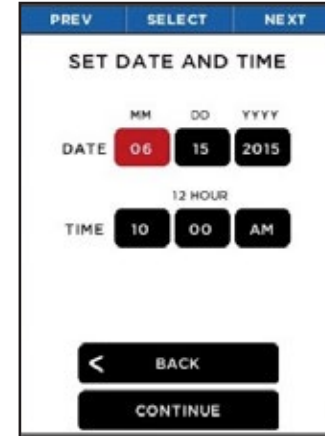 PREV SELECT NEXT
SET DATE AND TIME
MM DD YYYY
DATE 06 15 2015
12 HOUR
TIME 10 00 AM
< BACK
CONTINUE